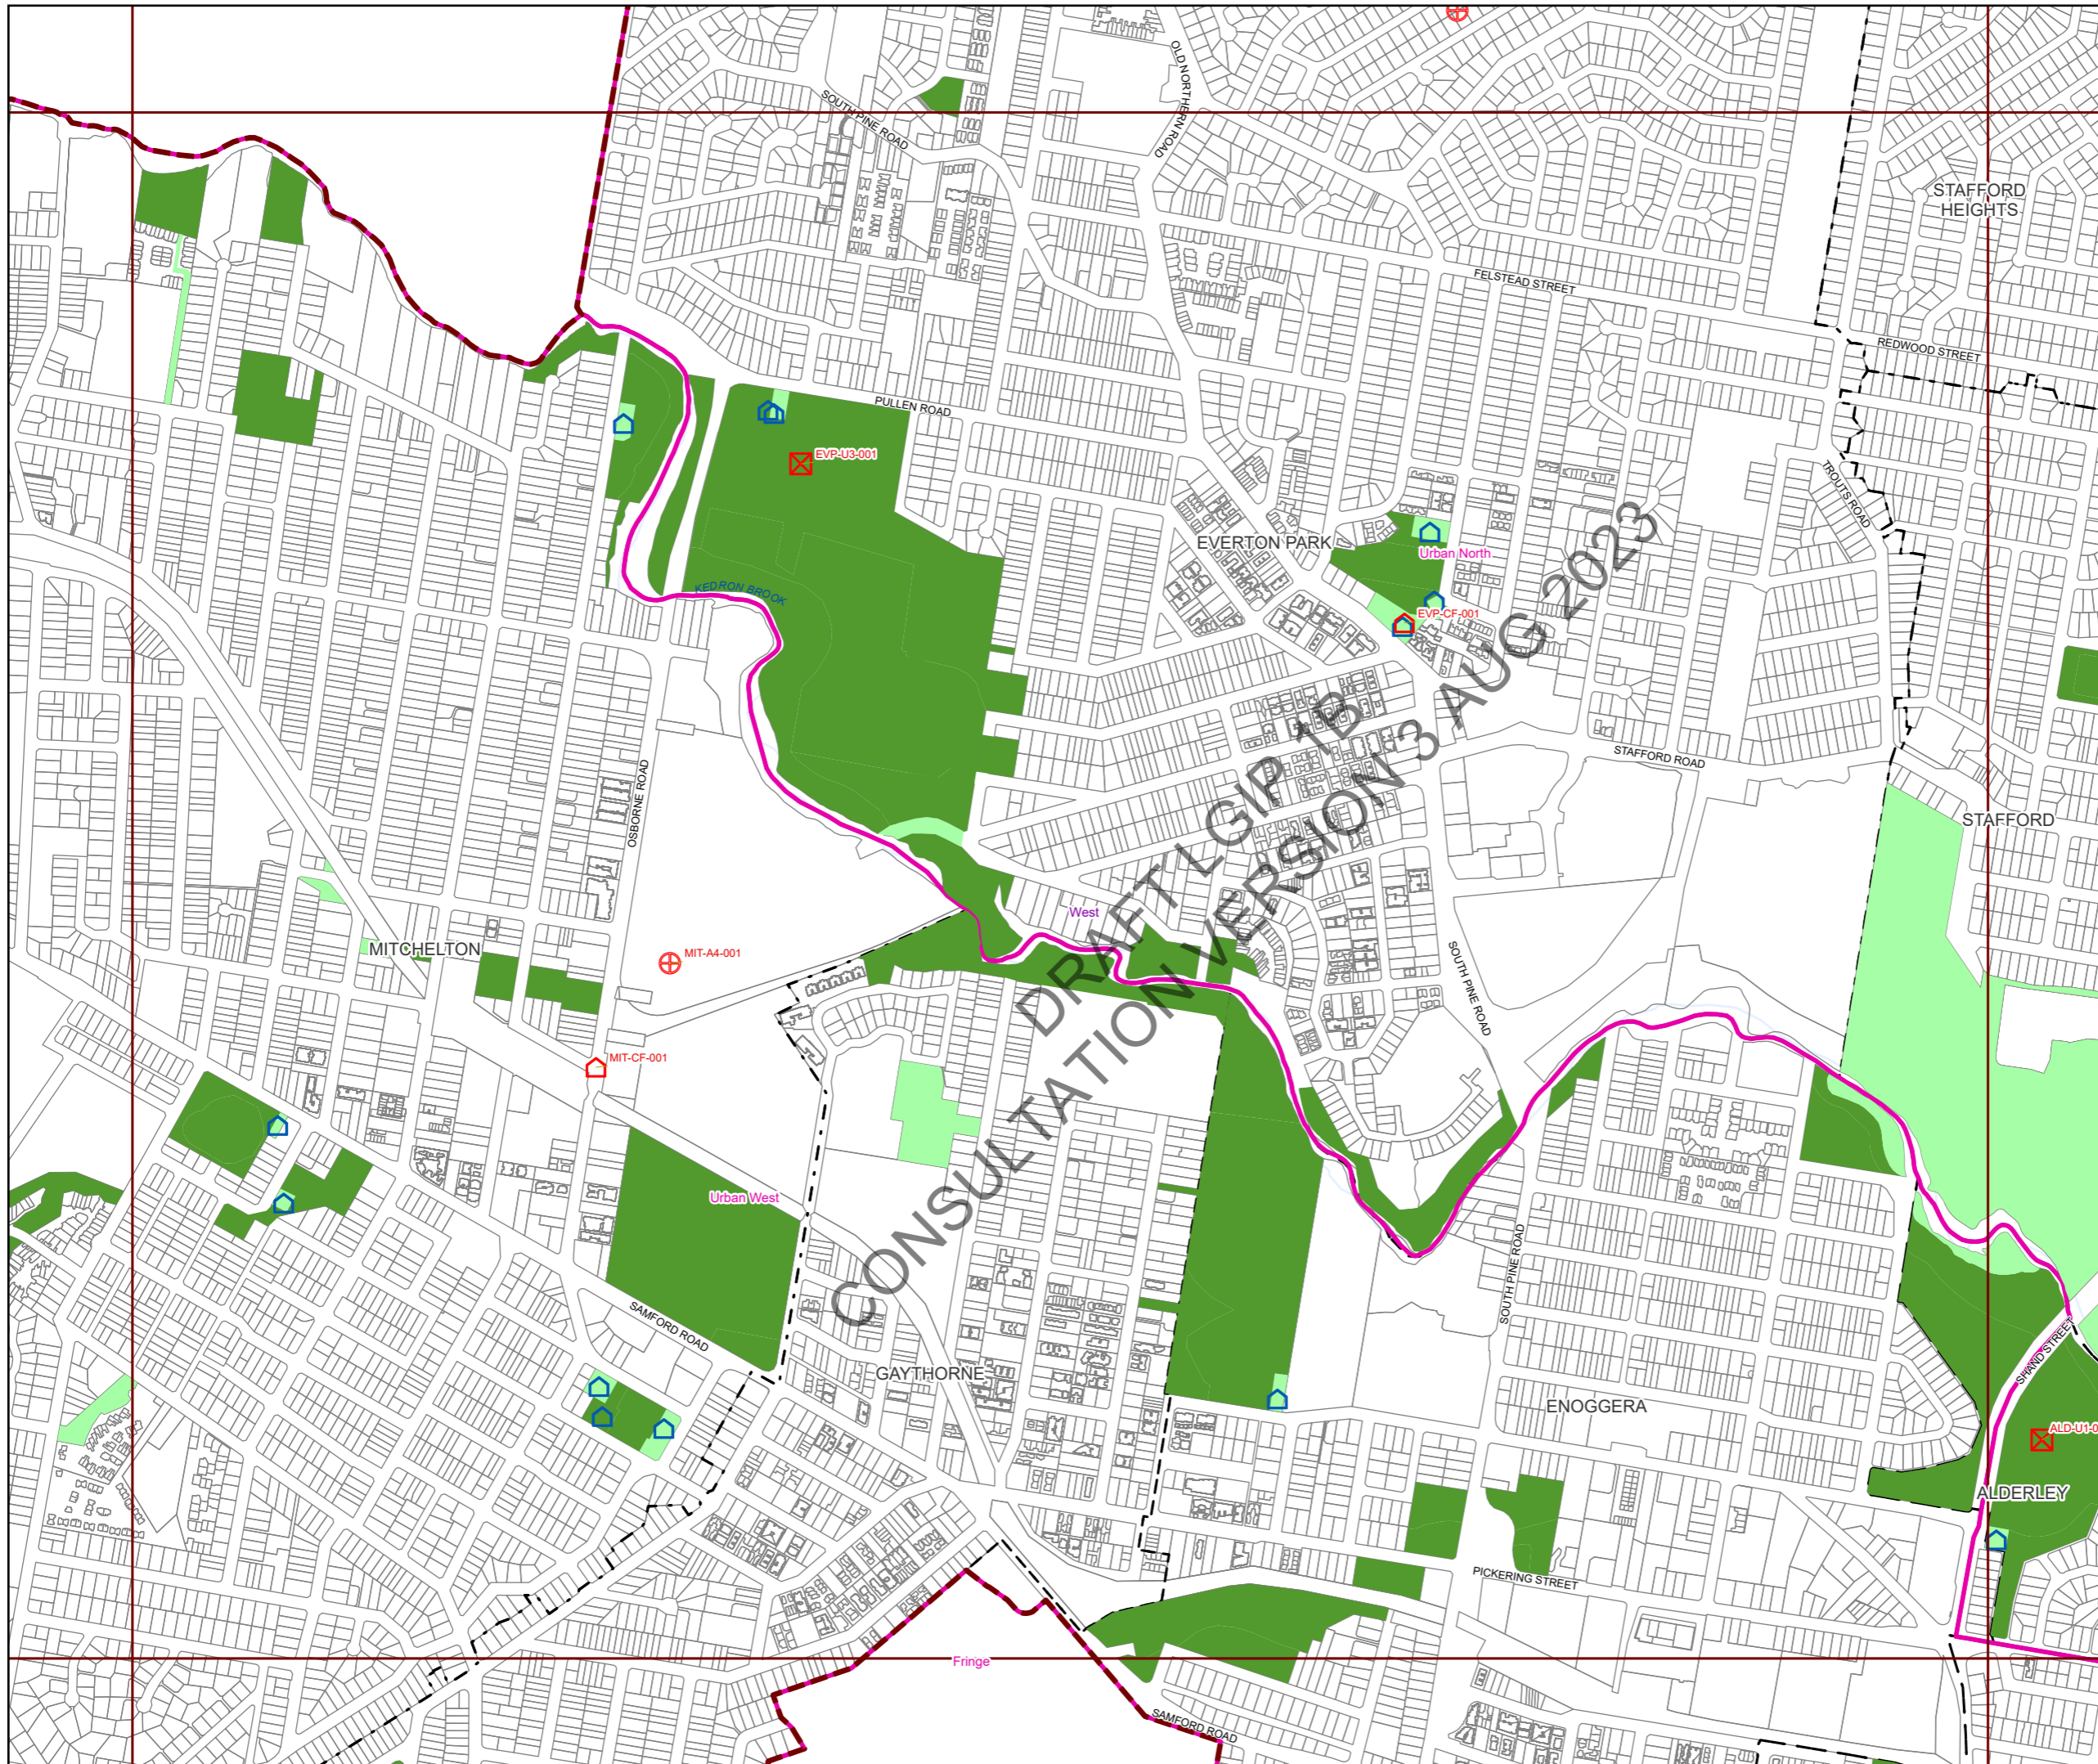 OLD NORTHERN ROAD
SOUTH PINE ROAD
STAFFORD
HEIGHTS
FELSTEAD STREET
REDWOOD STREET
PULLEN ROAD
EVP-U3-001
TROUTS ROAD
EVERTON PARK
Urban North
KEDRON BROOK
EVP-CF-001
STAFFORD ROAD
OSBORNE ROAD
STAFFORD
West
MITCHELTON
MIT-A4-001
SOUTH PINE ROAD
DRAFT LGIP 1B
CONSULTATION VERSION 3 AUG 2023
MIT-CF-001
Urban West
SOUTH PINE ROAD
SAMFORD ROAD
SHAND STREET
GAYTHORNE
ENOGGERA
ALD-U1-0
ALDERLEY
PICKERING STREET
Fringe
SAMFORD ROAD